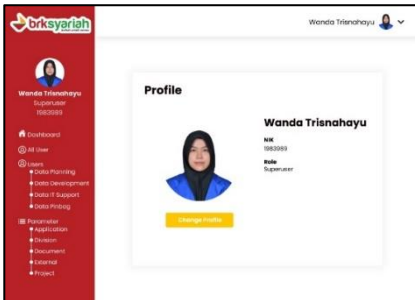 brksyariah
Wanda Trisnahayu
Wanda Trisnahayu
Superuser
1983989
Dashboard
All User
Users
Data Planning
Data Development
Data IT Support
Data Pinbag
Parameter
Application
Division
Document
External
Project
Profile
Wanda Trisnahayu
NIK
1983989
Role
Superuser
Change Profile